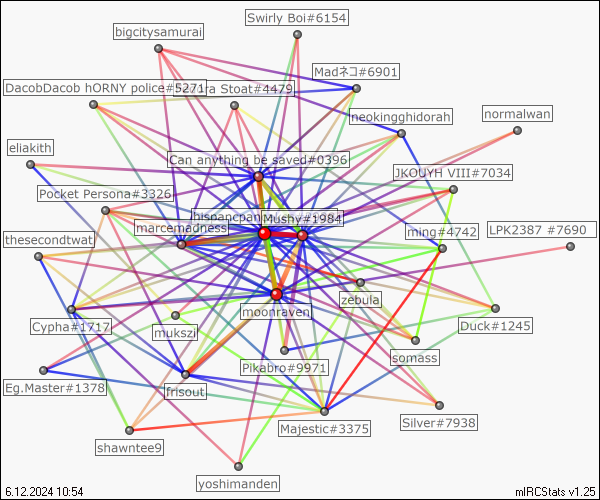 Swirly Boi#6154
bigcitysamurai
Madネコ#6901
DacobDacob hORNY police#5271
ra Stoat#4479
neokingghidorah
normalwan
eliakith
Can anything be saved#0396
JKOUYH VIII#7034
Pocket Persona#3326
hispancpan
Mushy#1984
marcemadness
ming#4742
LPK2387 #7690
thesecondtwat
zebula
moonraven
Cypha#1717
mukszi
Duck#1245
somass
Pikabro#9971
Eg.Master#1378
frisout
Silver#7938
Majestic#3375
shawntee9
yoshimanden
6.12.2024 10:54
mIRCStats v1.25